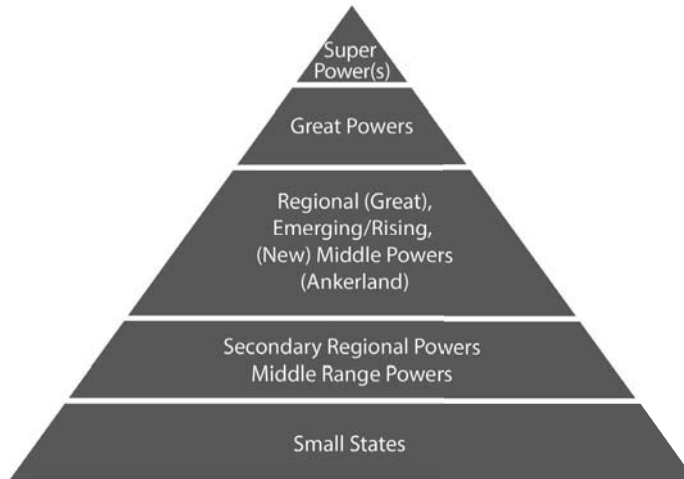 Super
Power(s)
Great Powers
Regional (Great),
Emerging/Rising,
(New) Middle Powers
(Ankerland)
Secondary Regional Powers
Middle Range Powers
Small States